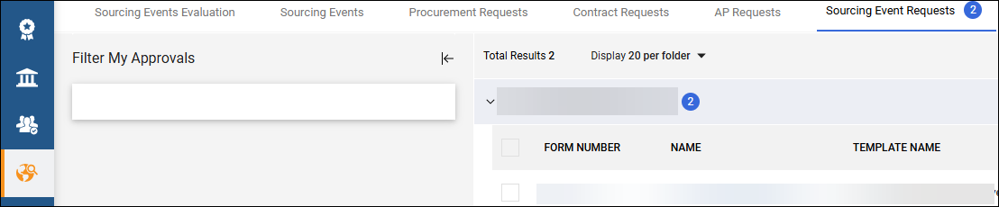 Sourcing Events Evaluation Sourcing Events Procurement Requests Contract Requests AP Requests Sourcing Event Requests 2
Filter My Approvals
Total Results 2 Display 20 per folder
2
FORM NUMBER NAME TEMPLATE NAME